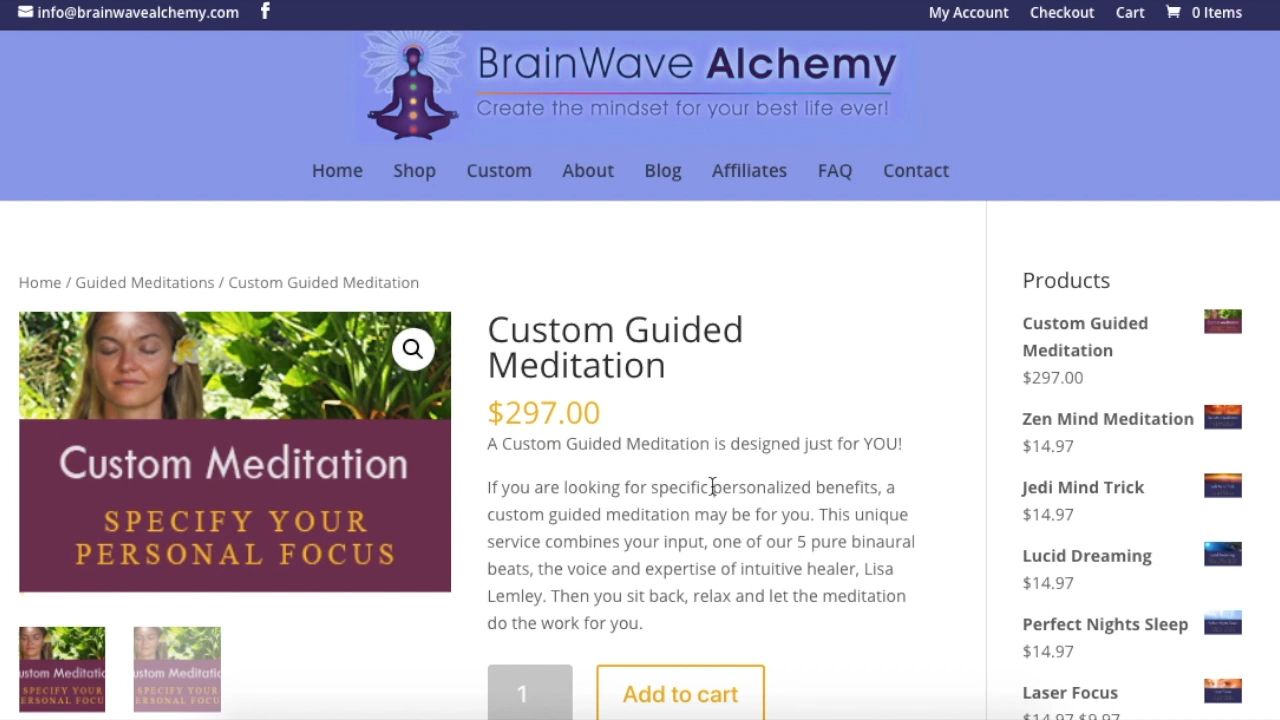 info@brainwavealchemy.com
My Account Checkout Cart 0 Items
BrainWave Alchemy
Create the mindset for your best life ever!
Home Shop Custom About Blog Affiliates FAQ Contact
Home / Guided Meditations / Custom Guided Meditation
Custom Meditation
SPECIFY YOUR
PERSONAL FOCUS
Custom Guided
Meditation
$297.00
A Custom Guided Meditation is designed just for YOU!
If you are looking for specific personalized benefits, a
custom guided meditation may be for you. This unique
service combines your input, one of our 5 pure binaural
beats, the voice and expertise of intuitive healer, Lisa
Lemley. Then you sit back, relax and let the meditation
do the work for you.
1
Add to cart
Products
Custom Guided
Meditation
$297.00
Zen Mind Meditation
$14.97
Jedi Mind Trick
$14.97
Lucid Dreaming
$14.97
Perfect Nights Sleep
$14.97
Laser Focus
$14.97 $9.97